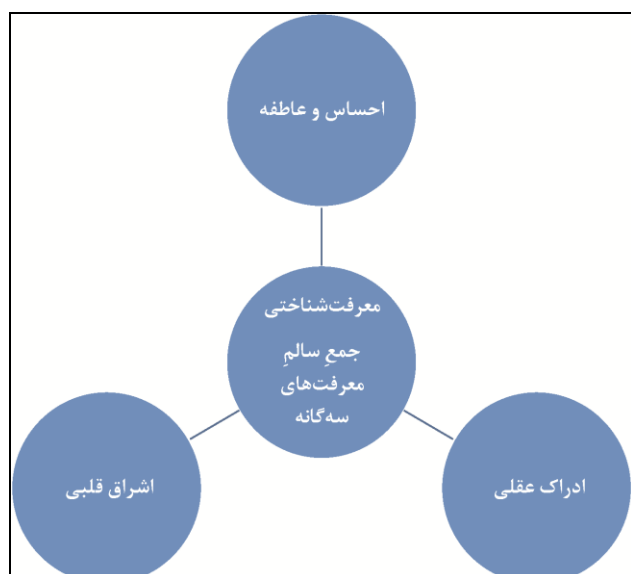 احساس و عاطفه
معرفت‌شناختی
جمعِ سالمِ
معرفت‌های
سه‌گانه
ادراک عقلی
اشراق قلبی